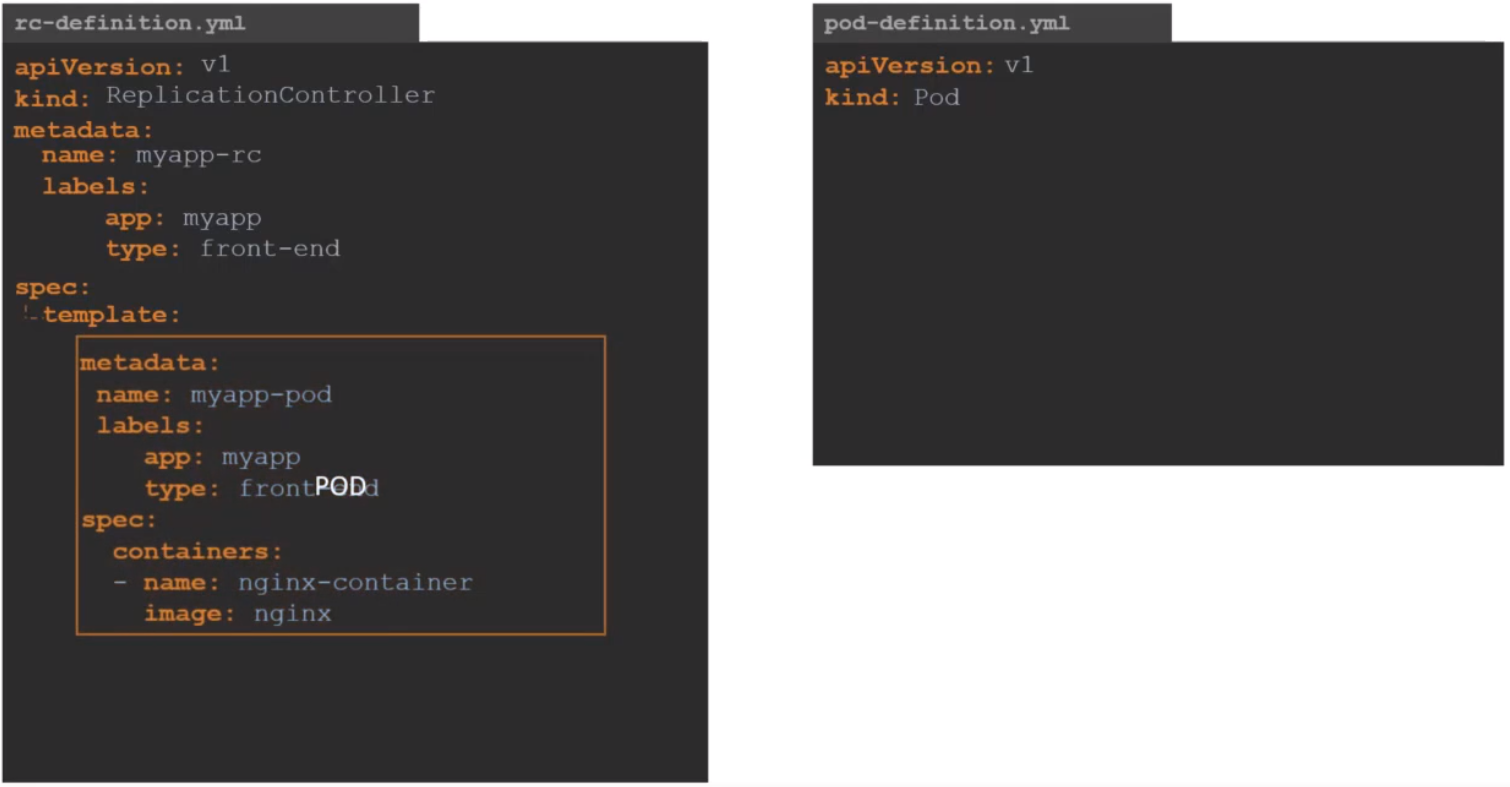 rc-definition.yml
apiVersion: v1
kind: ReplicationController
metadata:
name: myapp-rc
labels:
app: myapp
type: front-end
spec:
template:
metadata:
name: myapp-pod
labels:
app: myapp
type: front-end
POD
spec:
containers:
- name: nginx-container
image: nginx
pod-definition.yml
apiVersion: v1
kind: Pod